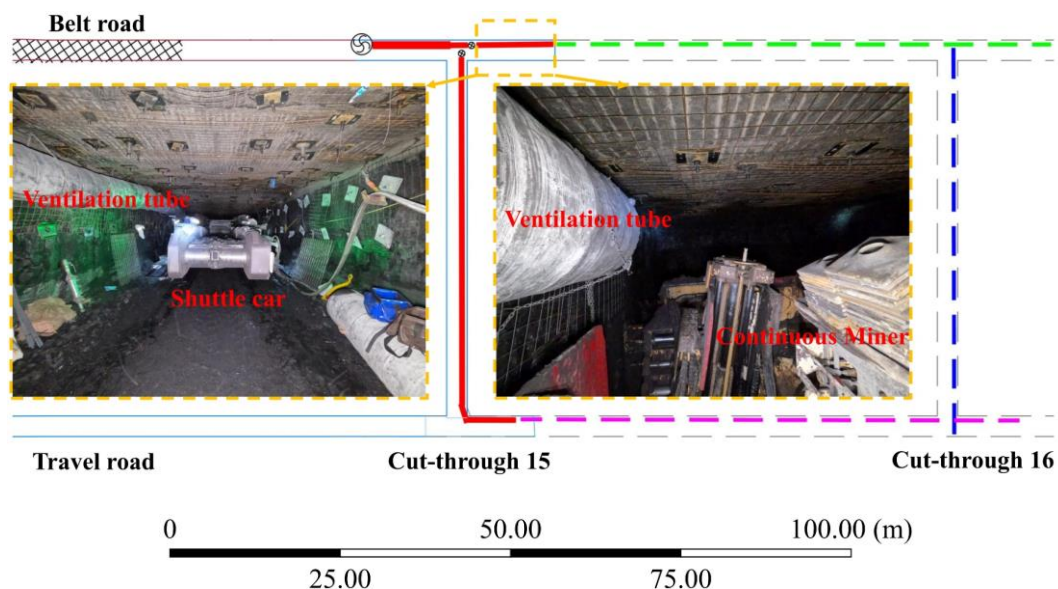 Belt road
Ventilation tube
Shuttle car
Ventilation tube
Continuous Miner
Travel road
Cut-through 15
Cut-through 16
0
50.00
100.00 (m)
25.00
75.00